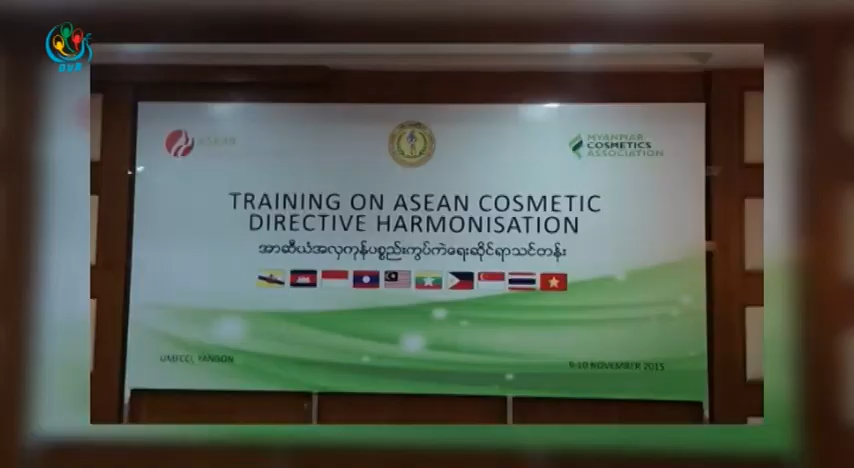 MYANMAR
COSMETICS
ASSOCIATION
TRAINING ON ASEAN COSMETIC
DIRECTIVE HARMONISATION
အာဆီယံအလှကုန်ပစ္စည်းကွပ်ကဲရေးဆိုင်ရာသင်တန်း
UMFCCI, YANGON
9-10 NOVEMBER 2015